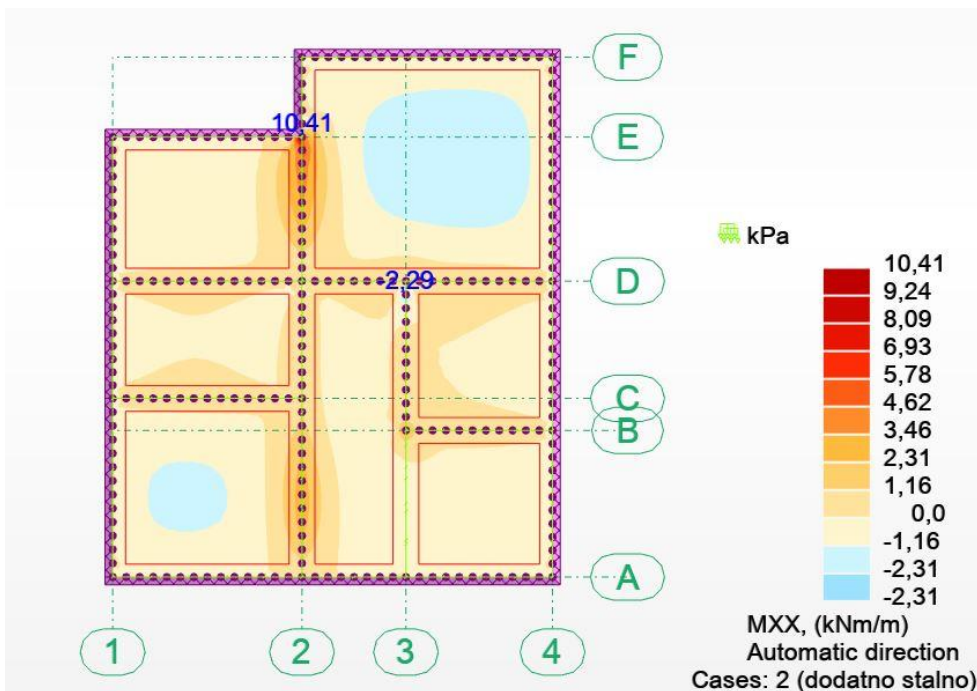 F
10,41
E
kPa
-2,29
D
10,41
9,24
8,09
6,93
5,78
4,62
3,46
2,31
1,16
0,0
-1,16
-2,31
-2,31
C
B
A
1 2 3 4
MXX, (kNm/m)
Automatic direction
Cases: 2 (dodatno stalno)